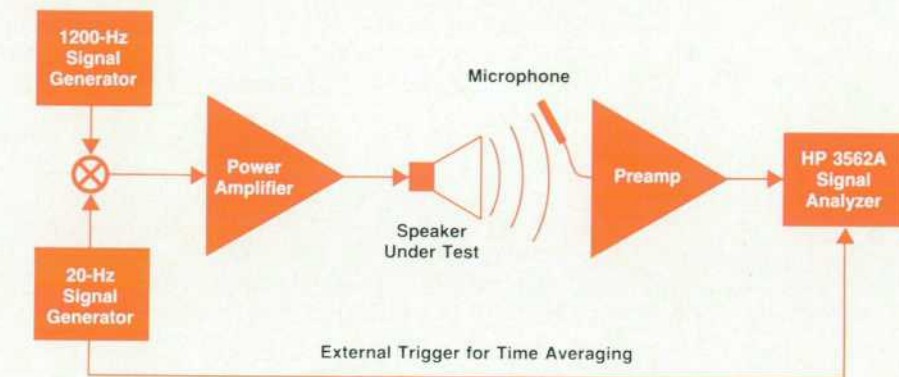 1200-Hz
Signal
Generator
Microphone
Power
Amplifier
Preamp
HP 3562A
Signal
Analyzer
Speaker
Under Test
20-Hz
Signal
Generator
External Trigger for Time Averaging